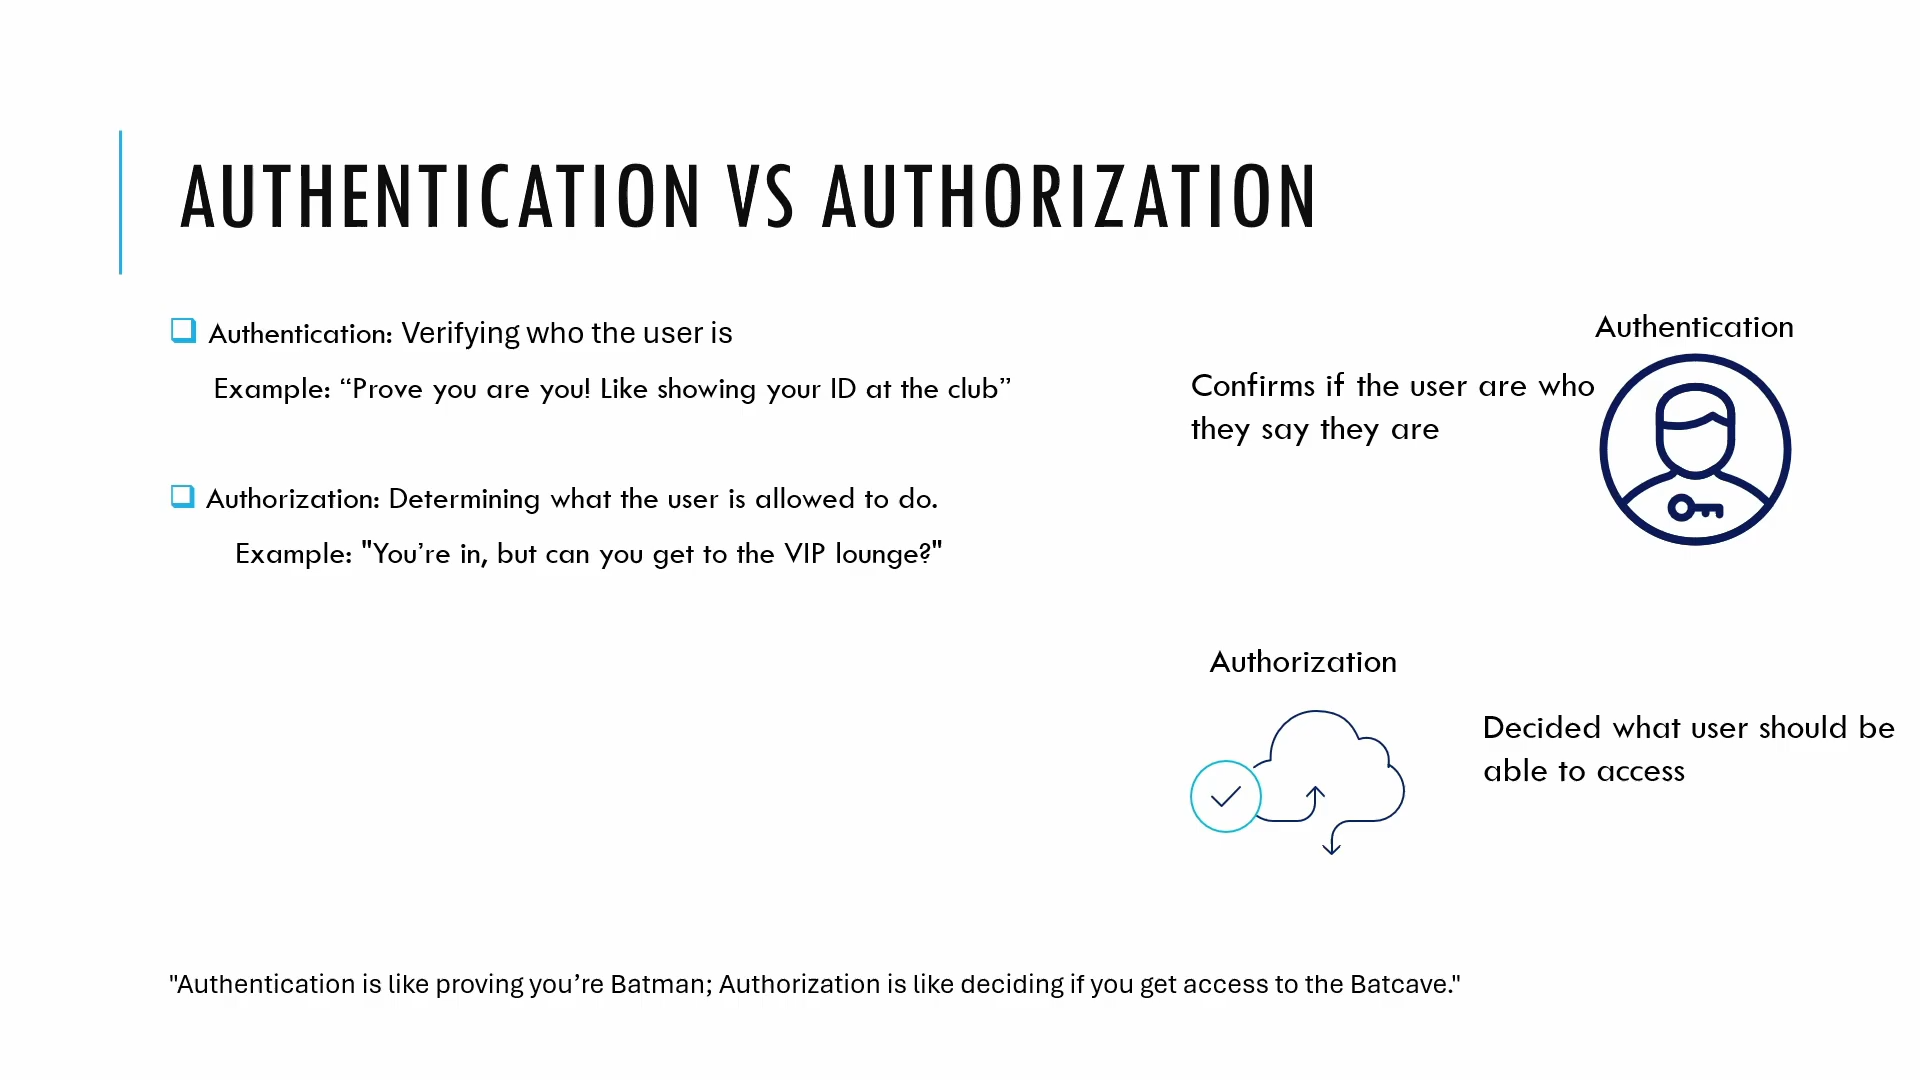 AUTHENTICATION VS AUTHORIZATION
Authentication: Verifying who the user is
Example: “Prove you are you! Like showing your ID at the club”
Authorization: Determining what the user is allowed to do.
Example: "You’re in, but can you get to the VIP lounge?"
Authentication
Confirms if the user are who
they say they are
Authorization
Decided what user should be
able to access
"Authentication is like proving you’re Batman; Authorization is like deciding if you get access to the Batcave."